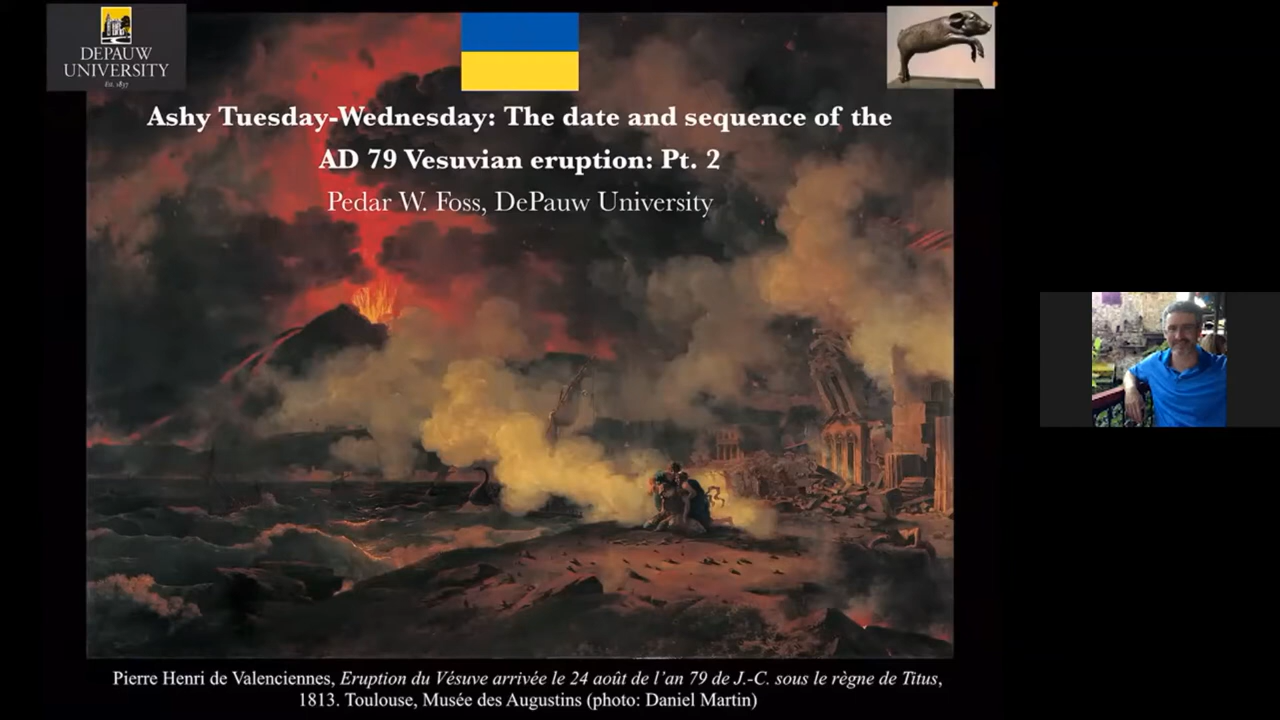 DEPAUW
UNIVERSITY
Est. 1837
Ashy Tuesday-Wednesday: The date and sequence of the
AD 79 Vesuvian eruption: Pt. 2
Pedar W. Foss, DePauw University
Pierre Henri de Valenciennes, Eruption du Vésuve arrivée le 24 août de l'an 79 de J.-C. sous le règne de Titus,
1813. Toulouse, Musée des Augustins (photo: Daniel Martin)